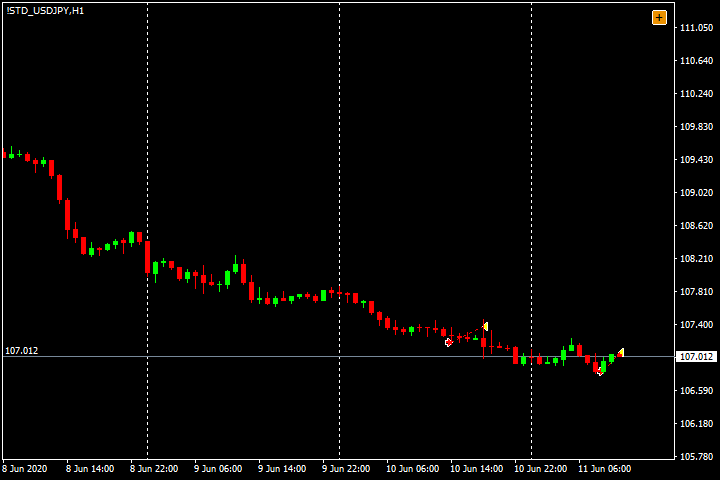 !STD_USDJPY,H1
111.050
110.640
110.240
109.830
109.430
109.020
108.620
108.210
107.810
107.400
107.012
107.012
106.590
106.180
105.780
8 Jun 2020
8 Jun 14:00
8 Jun 22:00
9 Jun 06:00
9 Jun 14:00
9 Jun 22:00
10 Jun 06:00
10 Jun 14:00
10 Jun 22:00
11 Jun 06:00